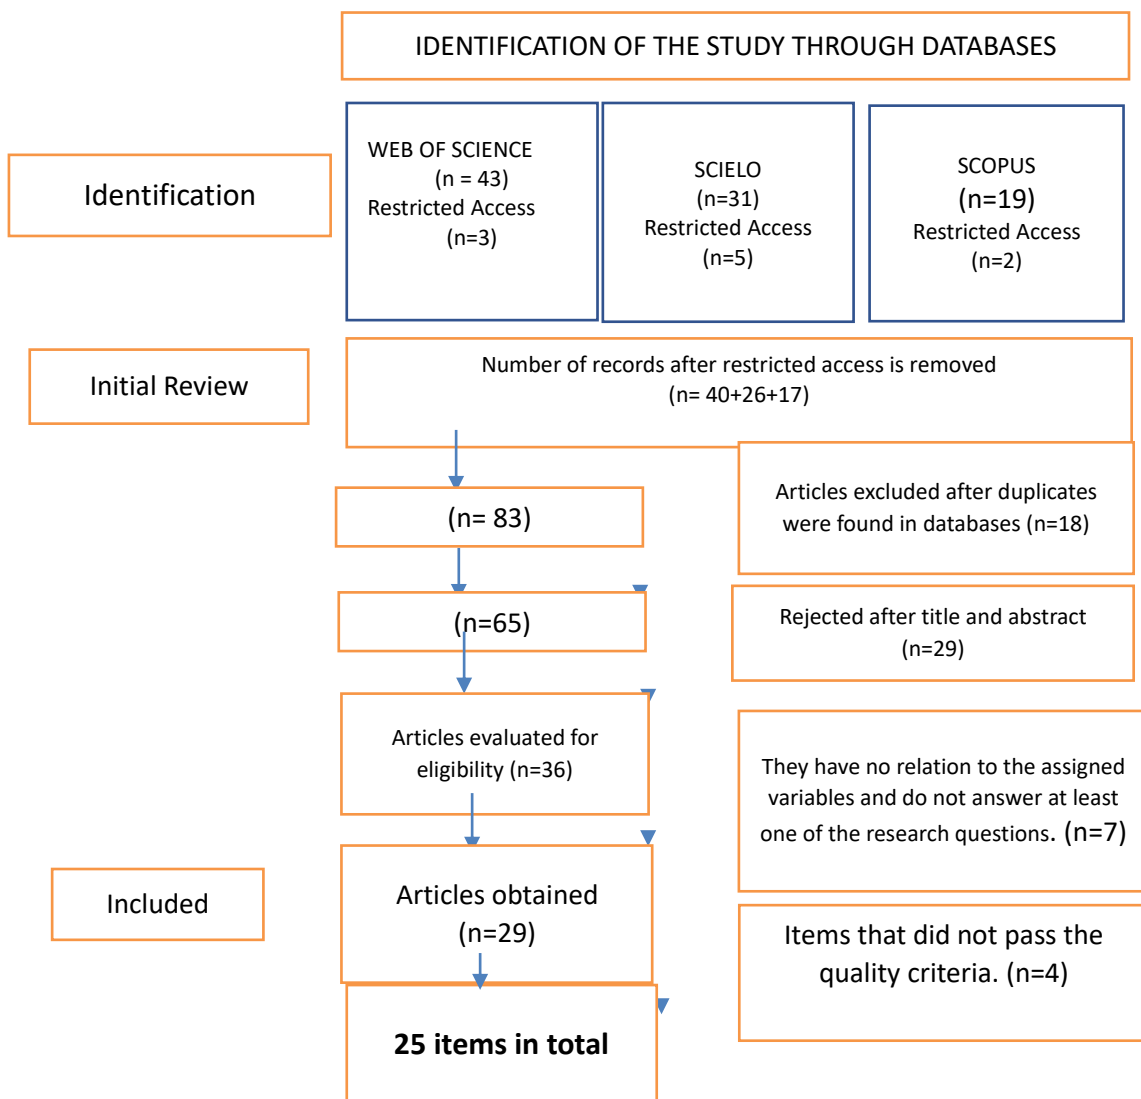 IDENTIFICATION OF THE STUDY THROUGH DATABASES
Identification
WEB OF SCIENCE
(n = 43)
Restricted Access
(n=3)
SCIELO
(n=31)
Restricted Access
(n=5)
SCOPUS
(n=19)
Restricted Access
(n=2)
Initial Review
Number of records after restricted access is removed
(n= 40+26+17)
(n= 83)
Articles excluded after duplicates
were found in databases (n=18)
(n=65)
Rejected after title and abstract
(n=29)
Articles evaluated for
eligibility (n=36)
They have no relation to the assigned
variables and do not answer at least
one of the research questions. (n=7)
Included
Articles obtained
(n=29)
Items that did not pass the
quality criteria. (n=4)
25 items in total